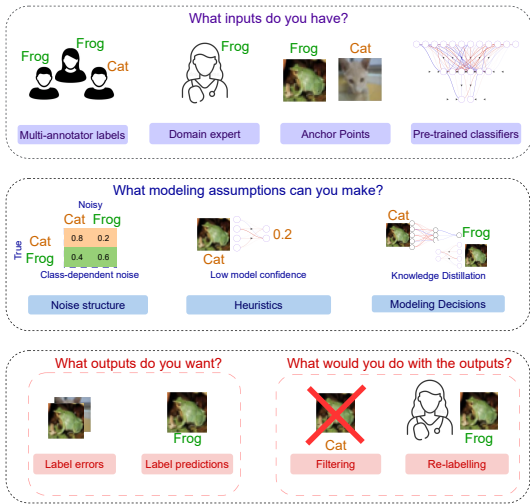 What inputs do you have?
Frog
Frog
Cat
Frog
Frog
Cat
Multi-annotator labels
Domain expert
Anchor Points
Pre-trained classifiers
What modeling assumptions can you make?
Noisy
Cat Frog
True
Cat 0.8 0.2
Frog 0.4 0.6
Class-dependent noise
0.2
Cat
Low model confidence
Cat
Frog
Knowledge Distillation
Noise structure
Heuristics
Modeling Decisions
What outputs do you want?
What would you do with the outputs?
Frog
Cat
Frog
Label errors
Label predictions
Filtering
Re-labelling